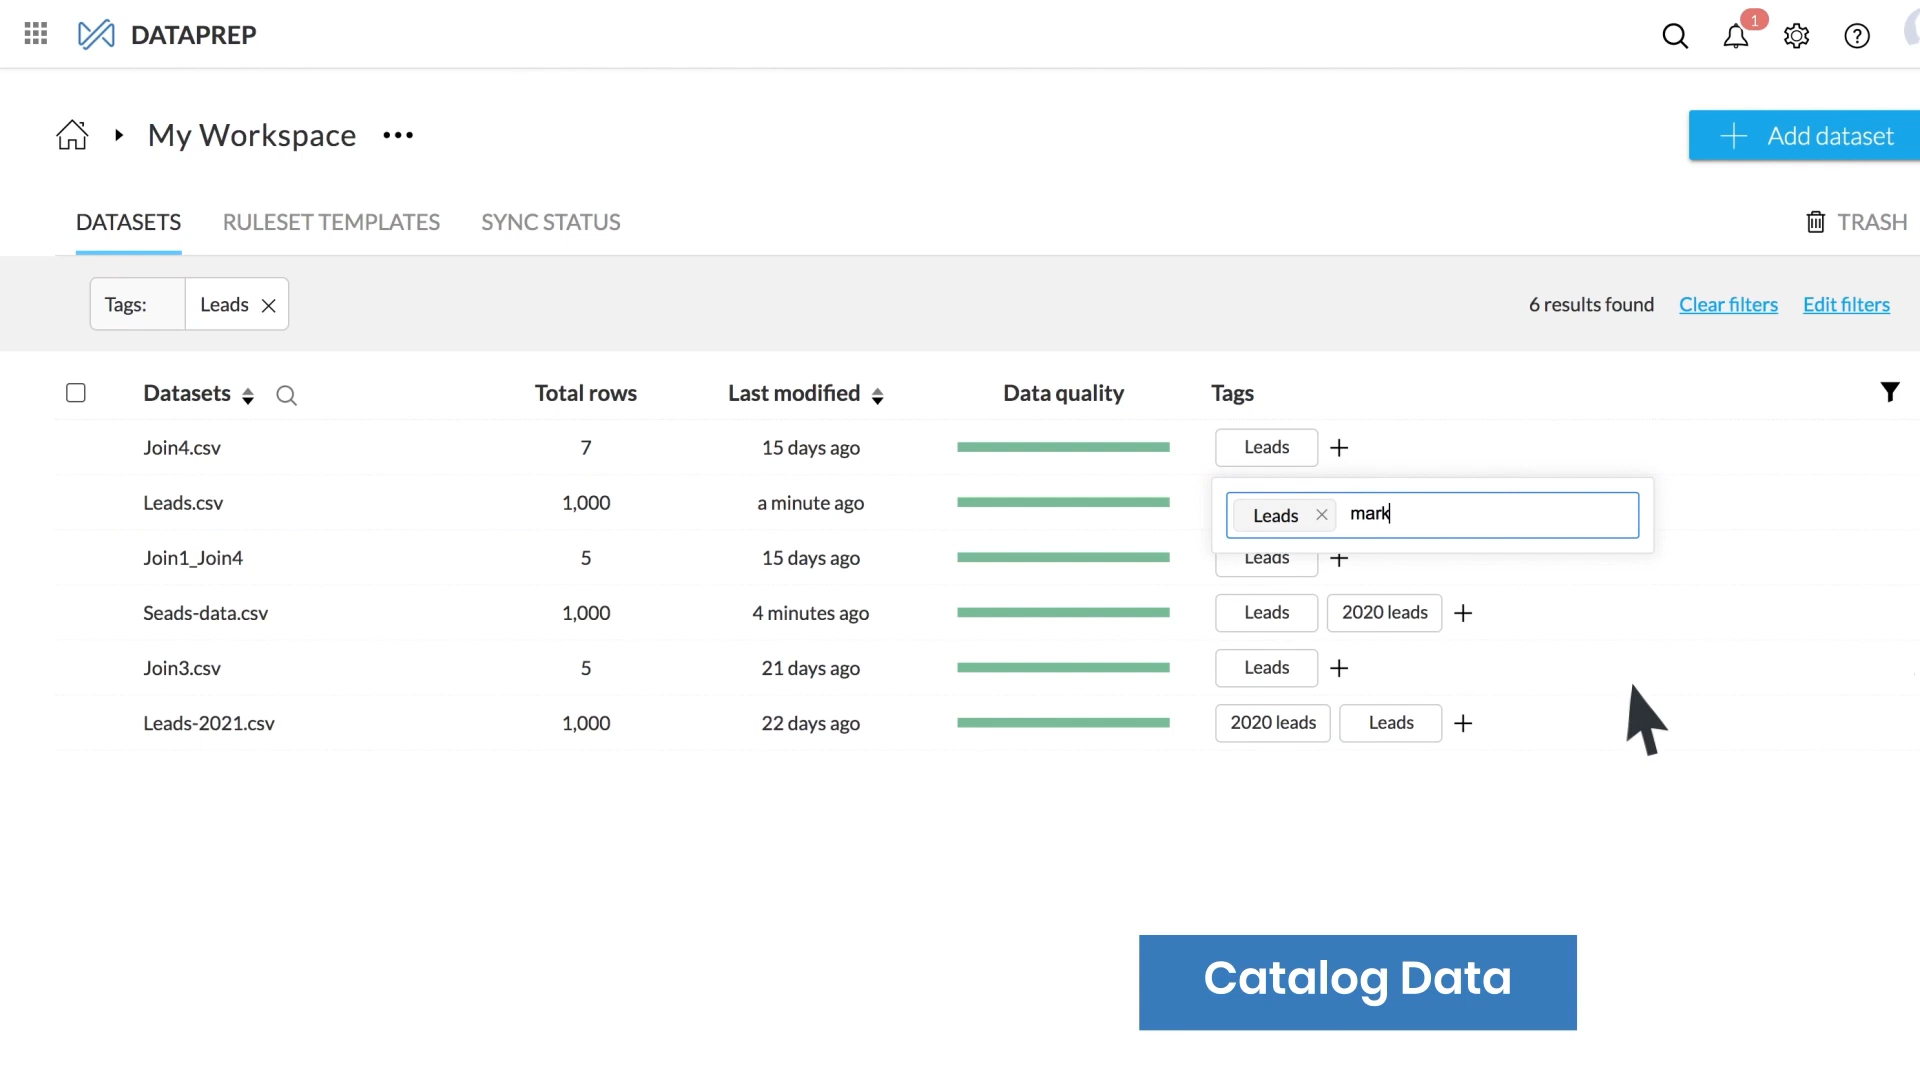 DATAPREP
1
My Workspace •••
Add dataset
DATASETS RULESET TEMPLATES SYNC STATUS
TRASH
Tags: Leads
6 results found Clear filters Edit filters
Datasets Total rows Last modified Data quality Tags
Join4.csv 7 15 days ago Leads +
Leads.csv 1,000 a minute ago
Leads mark
Join1_Join4 5 15 days ago Leads +
Seads-data.csv 1,000 4 minutes ago Leads 2020 leads +
Join3.csv 5 21 days ago Leads +
Leads-2021.csv 1,000 22 days ago 2020 leads Leads +
Catalog Data